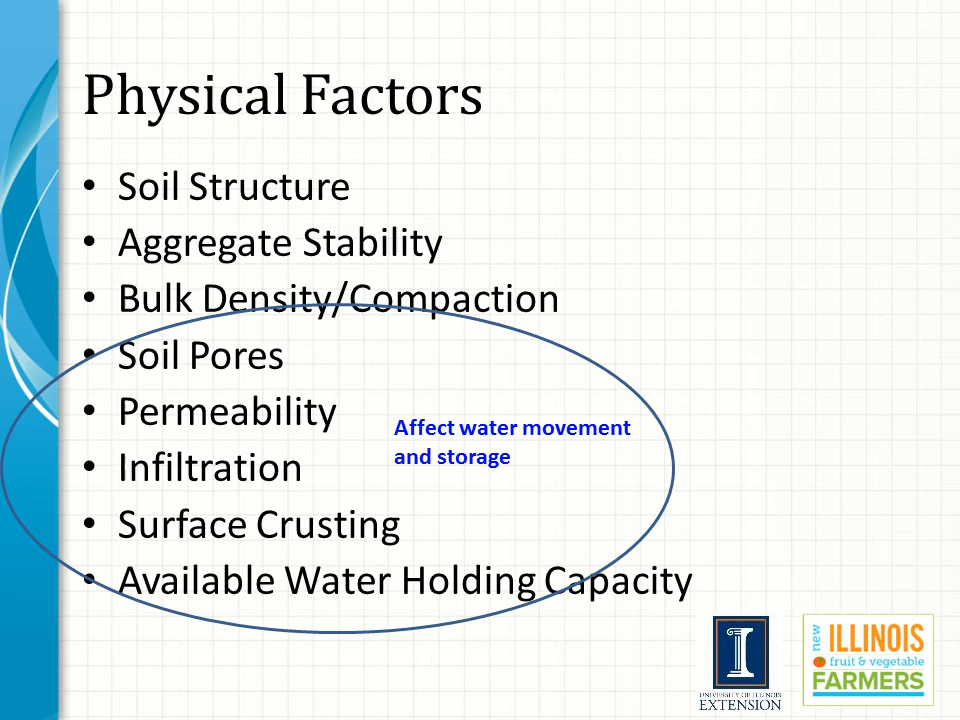 Physical Factors
• Soil Structure
• Aggregate Stability
• Bulk Density/Compaction
• Soil Pores
• Permeability
• Infiltration
• Surface Crusting
• Available Water Holding Capacity
Affect water movement
and storage
I
UNIVERSITY OF ILLINOIS
EXTENSION
new
ILLINOIS
fruit & vegetable
FARMERS